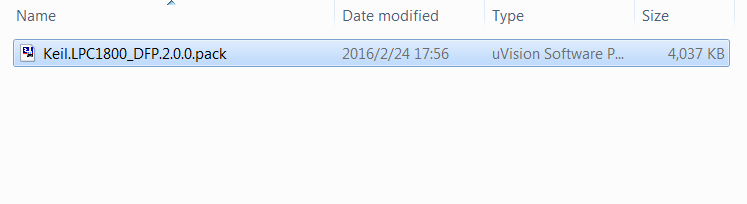 Name Date modified Type Size
Keil.LPC1800_DFP.2.0.0.pack 2016/2/24 17:56 uVision Software P... 4,037 KB